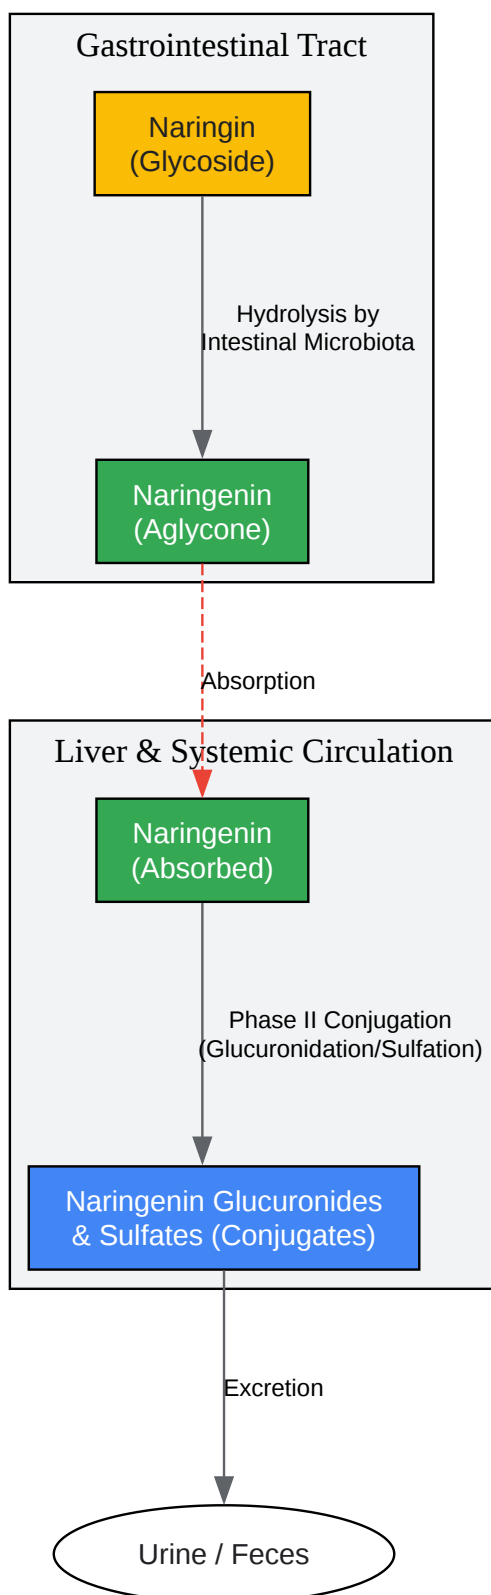 Gastrointestinal Tract
Naringin
(Glycoside)
Hydrolysis by
Intestinal Microbiota
Naringenin
(Aglycone)
Absorption
Liver & Systemic Circulation
Naringenin
(Absorbed)
Phase II Conjugation
(Glucuronidation/Sulfation)
Naringenin Glucuronides
& Sulfates (Conjugates)
Excretion
Urine / Feces